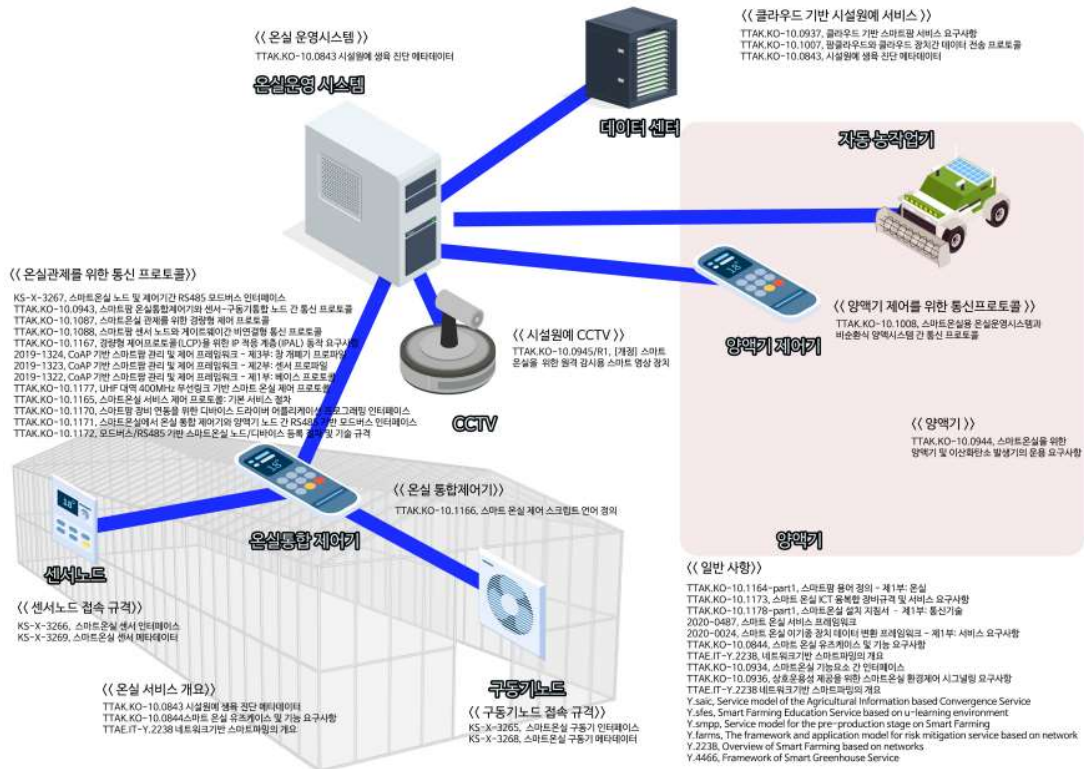 〈〈 온실 운영시스템 〉〉
TTAK.KO-10.0843 시설원예 생육 진단 메타데이터
온실운영 시스템
〈〈 클라우드 기반 시설원예 서비스 〉〉
TTAK.KO-10.0937, 클라우드 기반 스마트팜 서비스 요구사항
TTAK.KO-10.1007, 팜클라우드와 클라우드 장치간 데이터 전송 프로토콜
TTAK.KO-10.0843, 시설원예 생육 진단 메타데이터
데이터 센터
자동 농작업기
〈〈 온실관제를 위한 통신 프로토콜〉〉
KS-X-3267, 스마트온실 노드 및 제어기간 RS485 모드버스 인터페이스
TTAK.KO-10.0943, 스마트팜 온실통합제어기와 센서-구동기통합 노드 간 통신 프로토콜
TTAK.KO-10.1087, 스마트온실 관제를 위한 경량형 제어 프로토콜
TTAK.KO-10.1088, 스마트팜 센서 노드와 게이트웨이간 비연결형 통신 프로토콜
TTAK.KO-10.1167, 경량형 제어프로토콜(LCP)을 위한 IP 적응 계층(IPAL) 동작 요구사항
2019-1324, CoAP 기반 스마트팜 관리 및 제어 프레임워크 - 제3부: 창 개폐기 프로파일
2019-1323, CoAP 기반 스마트팜 관리 및 제어 프레임워크 - 제2부: 센서 프로파일
2019-1322, CoAP 기반 스마트팜 관리 및 제어 프레임워크 - 제1부: 베이스 프로토콜
TTAK.KO-10.1177, UHF 대역 400MHz 무선링크 기반 스마트 온실 제어 프로토콜
TTAK.KO-10.1165, 스마트온실 서비스 제어 프로토콜: 기본 서비스 절차
TTAK.KO-10.1170, 스마트팜 장비 연동을 위한 디바이스 드라이버 어플리케이션 프로그래밍 인터페이스
TTAK.KO-10.1171, 스마트온실에서 온실 통합 제어기와 양액기 노드 간 RS485 기반 모드버스 인터페이스
TTAK.KO-10.1172, 모드버스/RS485 기반 스마트온실 노드/디바이스 등록 절차 및 기술 규격
〈〈 시설원예 CCTV 〉〉
TTAK.KO-10.0945/R1, [개정] 스마트
온실을 위한 원격 감시용 스마트 영상 장치
CCTV
양액기 제어기
〈〈 양액기 제어를 위한 통신프로토콜 〉〉
TTAK.KO-10.1008, 스마트온실용 온실운영시스템과
비순환식 양액시스템 간 통신 프로토콜
〈〈 양액기 〉〉
TTAK.KO-10.0944, 스마트온실을 위한
양액기 및 이산화탄소 발생기의 운용 요구사항
양액기
〈〈 온실 통합제어기〉〉
TTAK.KO-10.1166, 스마트 온실 제어 스크립트 언어 정의
온실통합 제어기
18°
18°
18°
센서노드
〈〈 센서노드 접속 규격〉〉
KS-X-3266, 스마트온실 센서 인터페이스
KS-X-3269, 스마트온실 센서 메타데이터
〈〈 온실 서비스 개요〉〉
TTAK.KO-10.0843 시설원예 생육 진단 메타데이터
TTAK.KO-10.0844스마트 온실 유즈케이스 및 기능 요구사항
TTAE.IT-Y.2238 네트워크기반 스마트파밍의 개요
구동기노드
〈〈 구동기노드 접속 규격〉〉
KS-X-3265, 스마트온실 구동기 인터페이스
KS-X-3268, 스마트온실 구동기 메타데이터
〈〈 일반 사항〉〉
TTAK.KO-10.1164-part1, 스마트팜 용어 정의 - 제1부: 온실
TTAK.KO-10.1173, 스마트 온실 ICT 융복합 장비규격 및 서비스 요구사항
TTAK.KO-10.1178-part1, 스마트온실 설치 지침서 - 제1부: 통신기술
2020-0487, 스마트 온실 서비스 프레임워크
2020-0024, 스마트 온실 이기종 장치 데이터 변환 프레임워크 - 제1부: 서비스 요구사항
TTAK.KO-10.0844, 스마트 온실 유즈케이스 및 기능 요구사항
TTAE.IT-Y.2238, 네트워크기반 스마트파밍의 개요
TTAK.KO-10.0934, 스마트온실 기능요소 간 인터페이스
TTAK.KO-10.0936, 상호운용성 제공을 위한 스마트온실 환경제어 시그널링 요구사항
TTAE.IT-Y.2238 네트워크기반 스마트파밍의 개요
Y.saic, Service model of the Agricultural Information based Convergence Service
Y.sfes, Smart Farming Education Service based on u-learning environment
Y.smpp, Service model for the pre-production stage on Smart Farming
Y.farms, The framework and application model for risk mitigation service based on network
Y.2238, Overview of Smart Farming based on networks
Y.4466, Framework of Smart Greenhouse Service